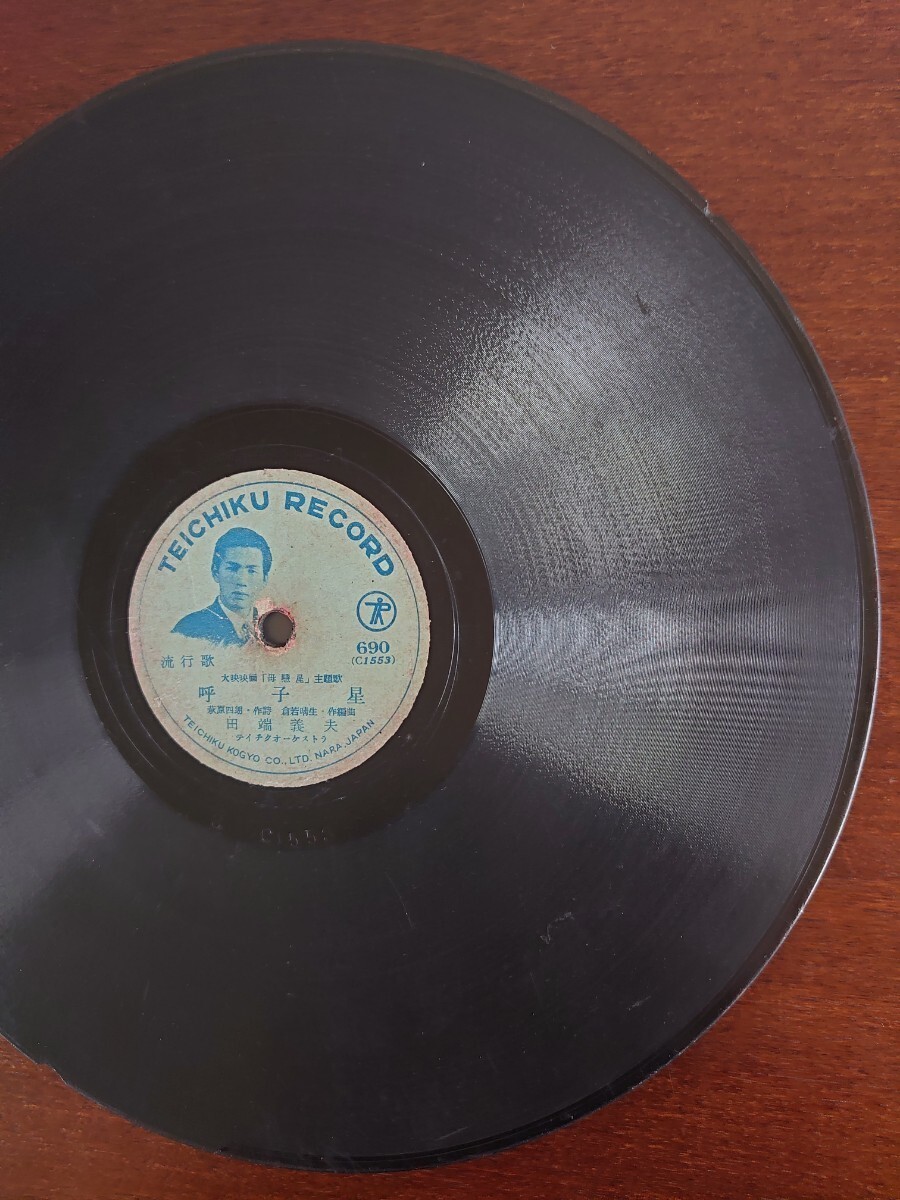 TEICHIKU RECORD
690
(C1553)
流行歌
大映映画「母戀星」主題歌
呼子星
萩原四朗・作詩 倉若晴生・作編曲
田端義夫
テイチクオーケストラ
TEICHIKU KOGYO CO., LTD. NARA. JAPAN
C1553